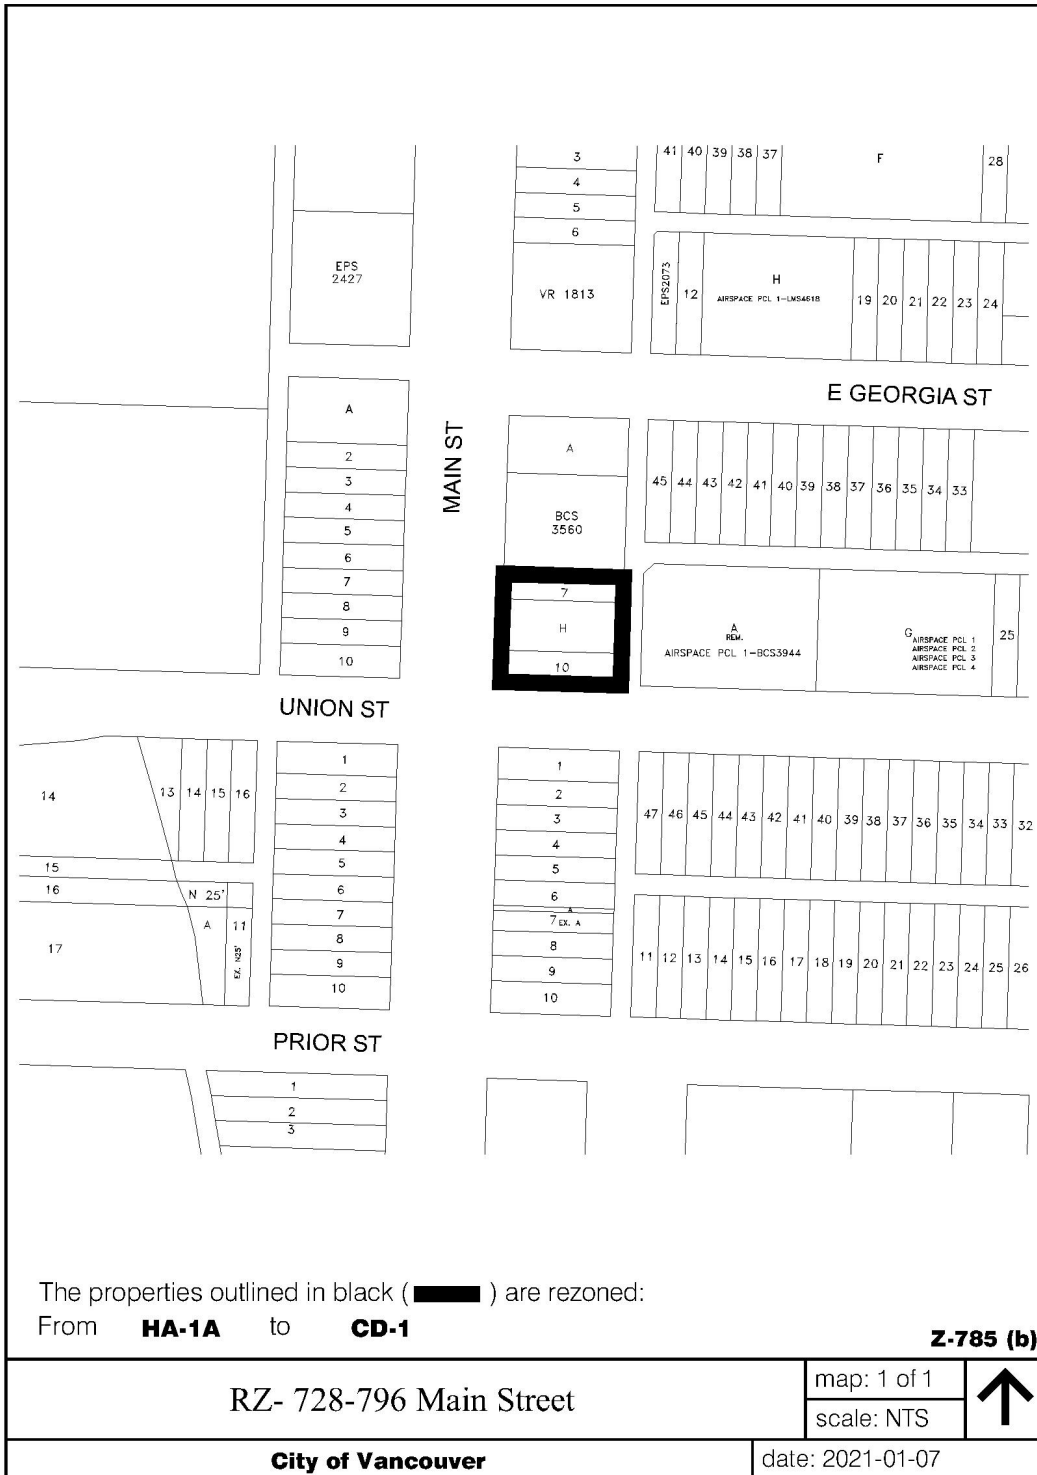 3
4
5
6
41 40 39 38 37
F
28
EPS
2427
VR 1813
EPS2073
12
H
AIRSPACE PCL 1-LMS4618
19 20 21 22 23 24
E GEORGIA ST
MAIN ST
A
2
3
4
5
6
7
8
9
10
A
BCS
3560
7
H
10
45 44 43 42 41 40 39 38 37 36 35 34 33
A
REM.
AIRSPACE PCL 1-BCS3944
G
AIRSPACE PCL 1
AIRSPACE PCL 2
AIRSPACE PCL 3
AIRSPACE PCL 4
25
UNION ST
14
13 14 15 16
15
16
N 25'
17
A
11
EX. N25'
1
2
3
4
5
6
7
8
9
10
1
2
3
4
5
6
A
7 EX. A
8
9
10
47 46 45 44 43 42 41 40 39 38 37 36 35 34 33 32
11 12 13 14 15 16 17 18 19 20 21 22 23 24 25 26
PRIOR ST
1
2
3
The properties outlined in black ( ) are rezoned:
From HA-1A to CD-1
Z-785 (b)
RZ- 728-796 Main Street
map: 1 of 1
scale: NTS
City of Vancouver
date: 2021-01-07